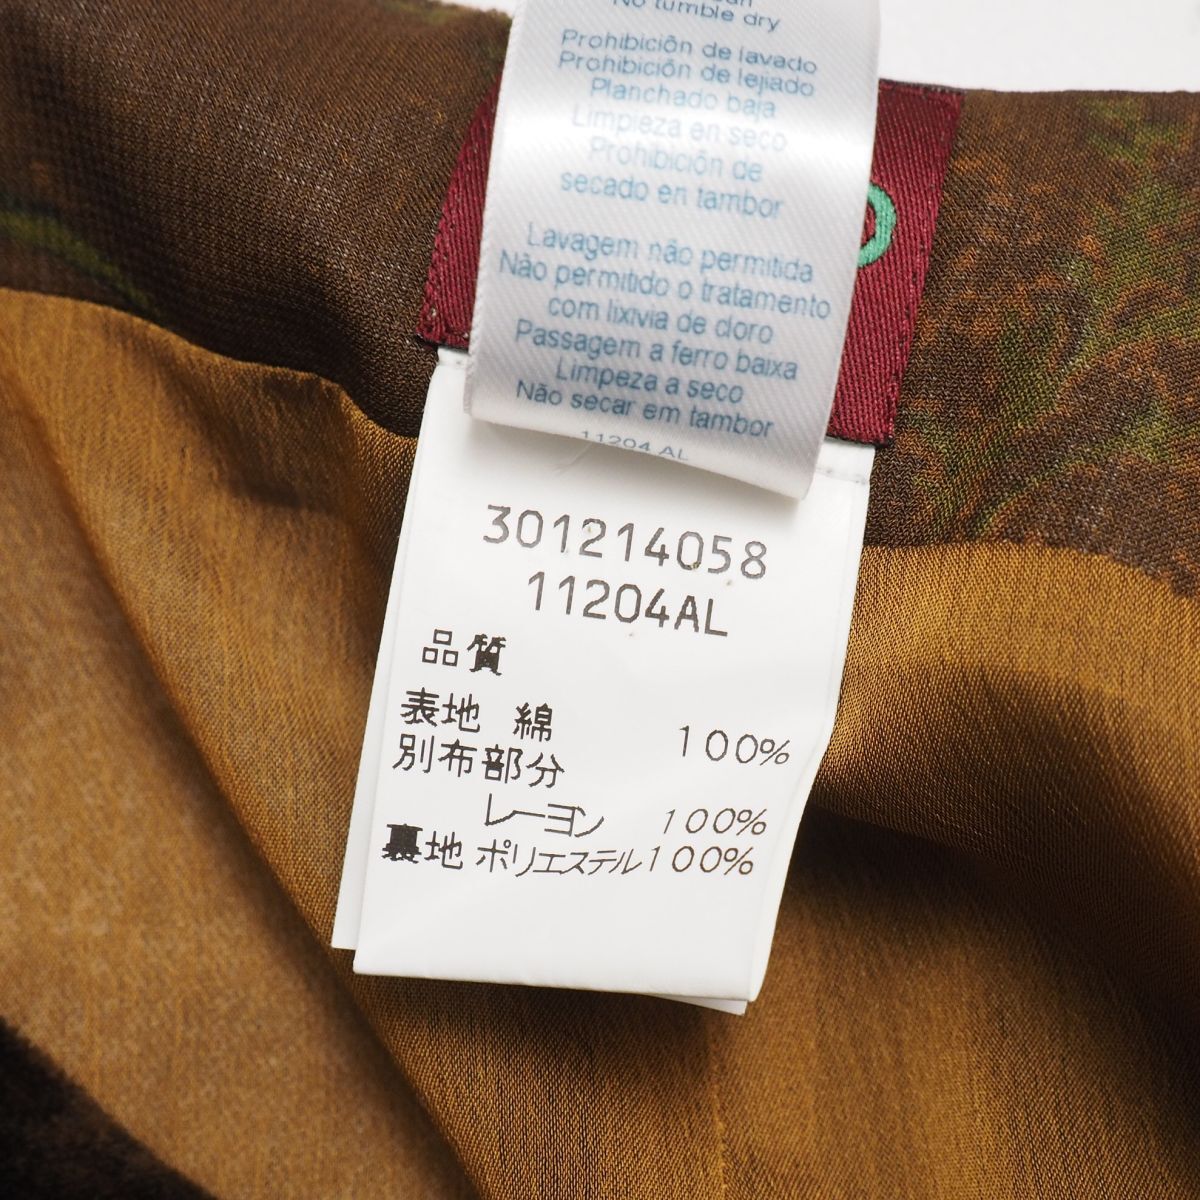 No tumble dry
Prohibición de lavado
Prohibición de lejiado
Planchado baja
Limpieza en seco
Prohibición de
secado en tambor
Lavagem não permitida
Não permitido o tratamento
com lixivia de cloro
Passagem a ferro baixa
Limpeza a seco
Não secar em tambor
11204 AL
301214058
11204AL
品質
表地 綿 100%
別布部分
レーヨン 100%
裏地 ポリエステル100%